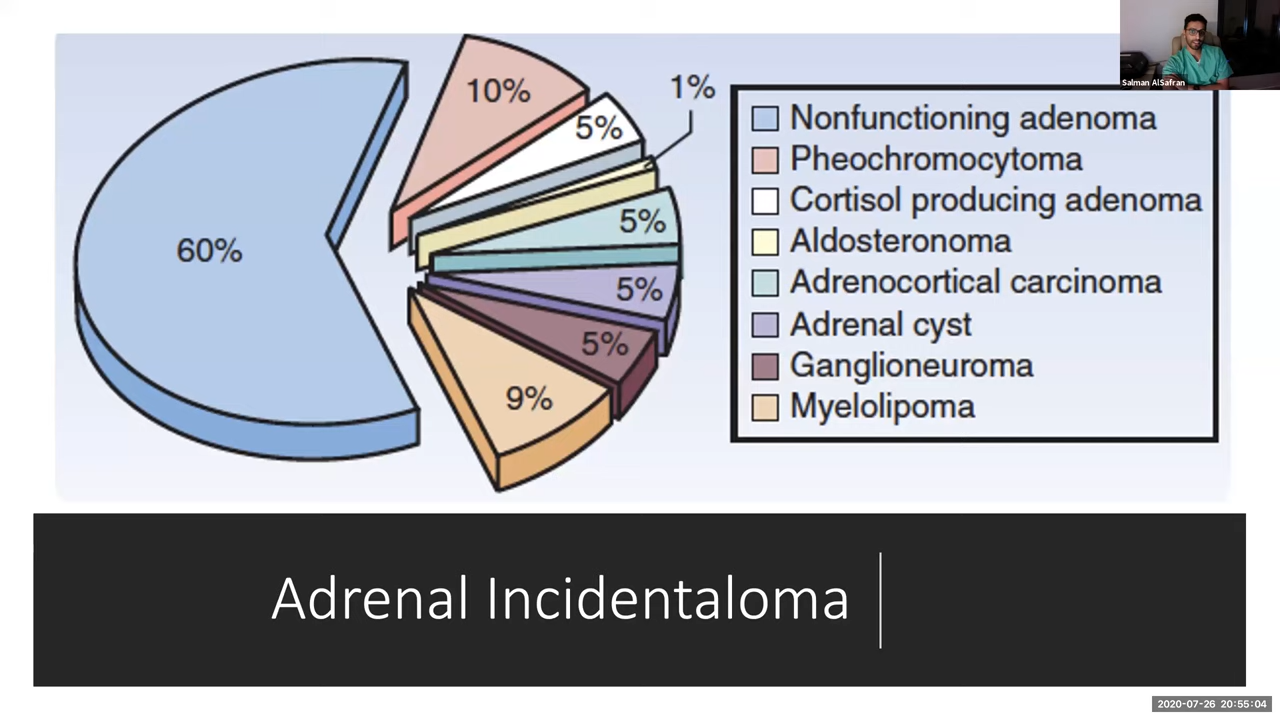 Salman AlSafran
10%
1%
5%
60%
5%
5%
5%
9%
Nonfunctioning adenoma
Pheochromocytoma
Cortisol producing adenoma
Aldosteronoma
Adrenocortical carcinoma
Adrenal cyst
Ganglioneuroma
Myelolipoma
Adrenal Incidentaloma
2020-07-26 20:55:04